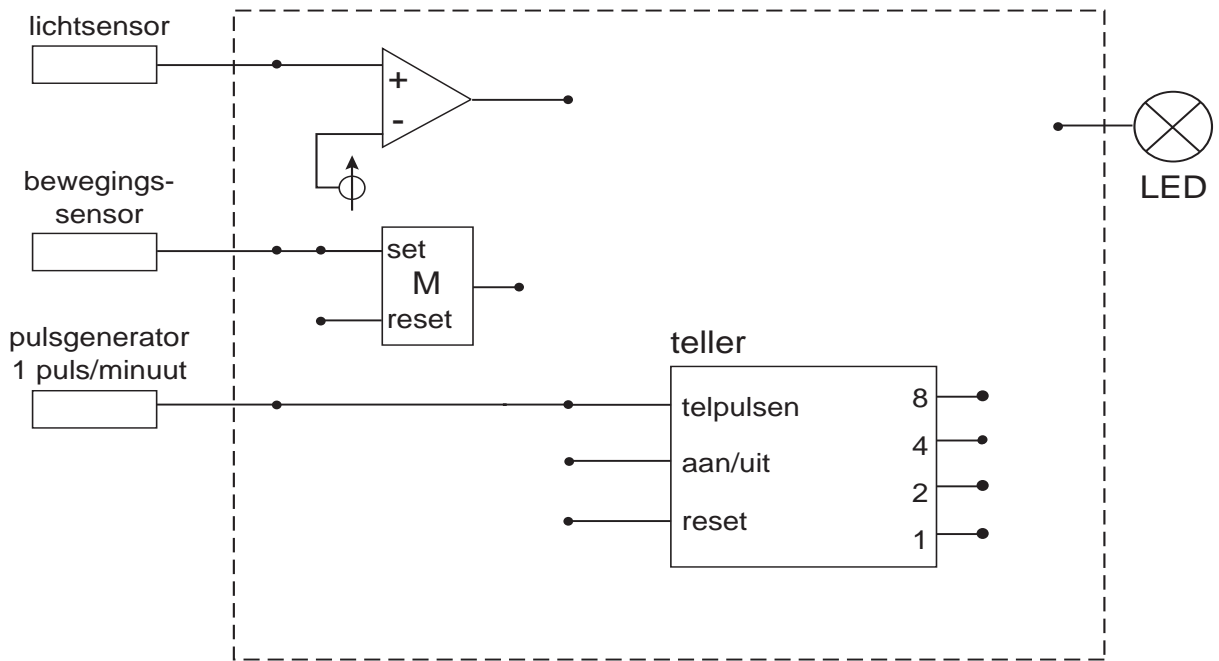 lichtsensor
+
-
LED
bewegings-
sensor
set
M
reset
pulsgenerator
1 puls/minuut
teller
telpulsen
aan/uit
reset
8
4
2
1